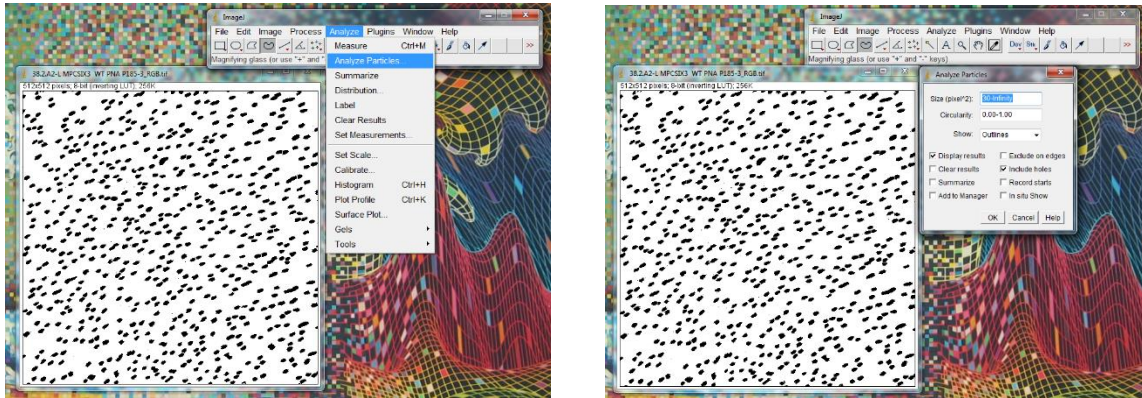 ImageJ
File Edit Image Process Analyze Plugins Window Help
Magnifying glass (or use "+" and "-"
38.2.A2-L MPCSIX3 WT PNA P185-3_RGB.tif
512x512 pixels; 8-bit (inverting LUT); 256K
Measure Ctrl+M
Analyze Particles...
Summarize
Distribution...
Label
Clear Results
Set Measurements...
Set Scale...
Calibrate...
Histogram Ctrl+H
Plot Profile Ctrl+K
Surface Plot...
Gels
Tools
ImageJ
File Edit Image Process Analyze Plugins Window Help
A Dev Stk
Magnifying glass (or use "+" and "-" keys)
38.2.A2-L MPCSIX3 WT PNA P185-3_RGB.tif
512x512 pixels; 8-bit (inverting LUT); 256K
Analyze Particles
Size (pixel^2): -Infinity
Circularity: 0.00-1.00
Show: Outlines
Display results Exclude on edges
Clear results Include holes
Summarize Record starts
Add to Manager In situ Show
OK Cancel Help